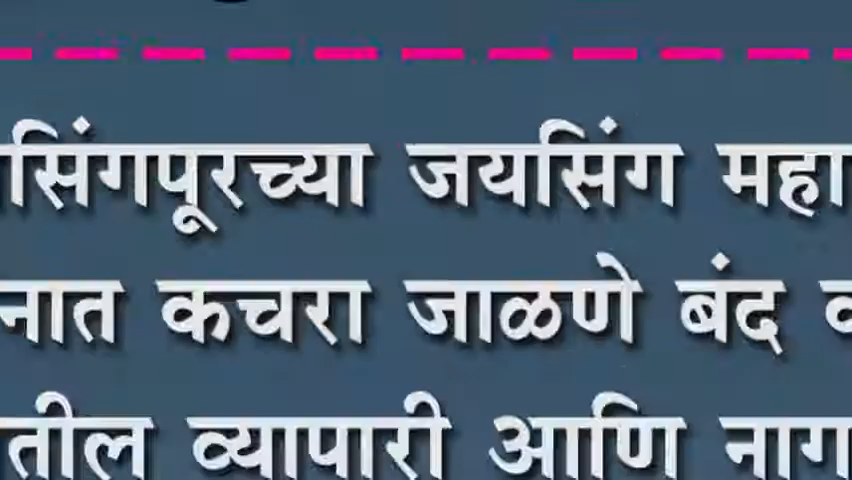 सिंगपूरच्या जयसिंग महा
नात कचरा जाळणे बंद
तील व्यापारी आणि नाग